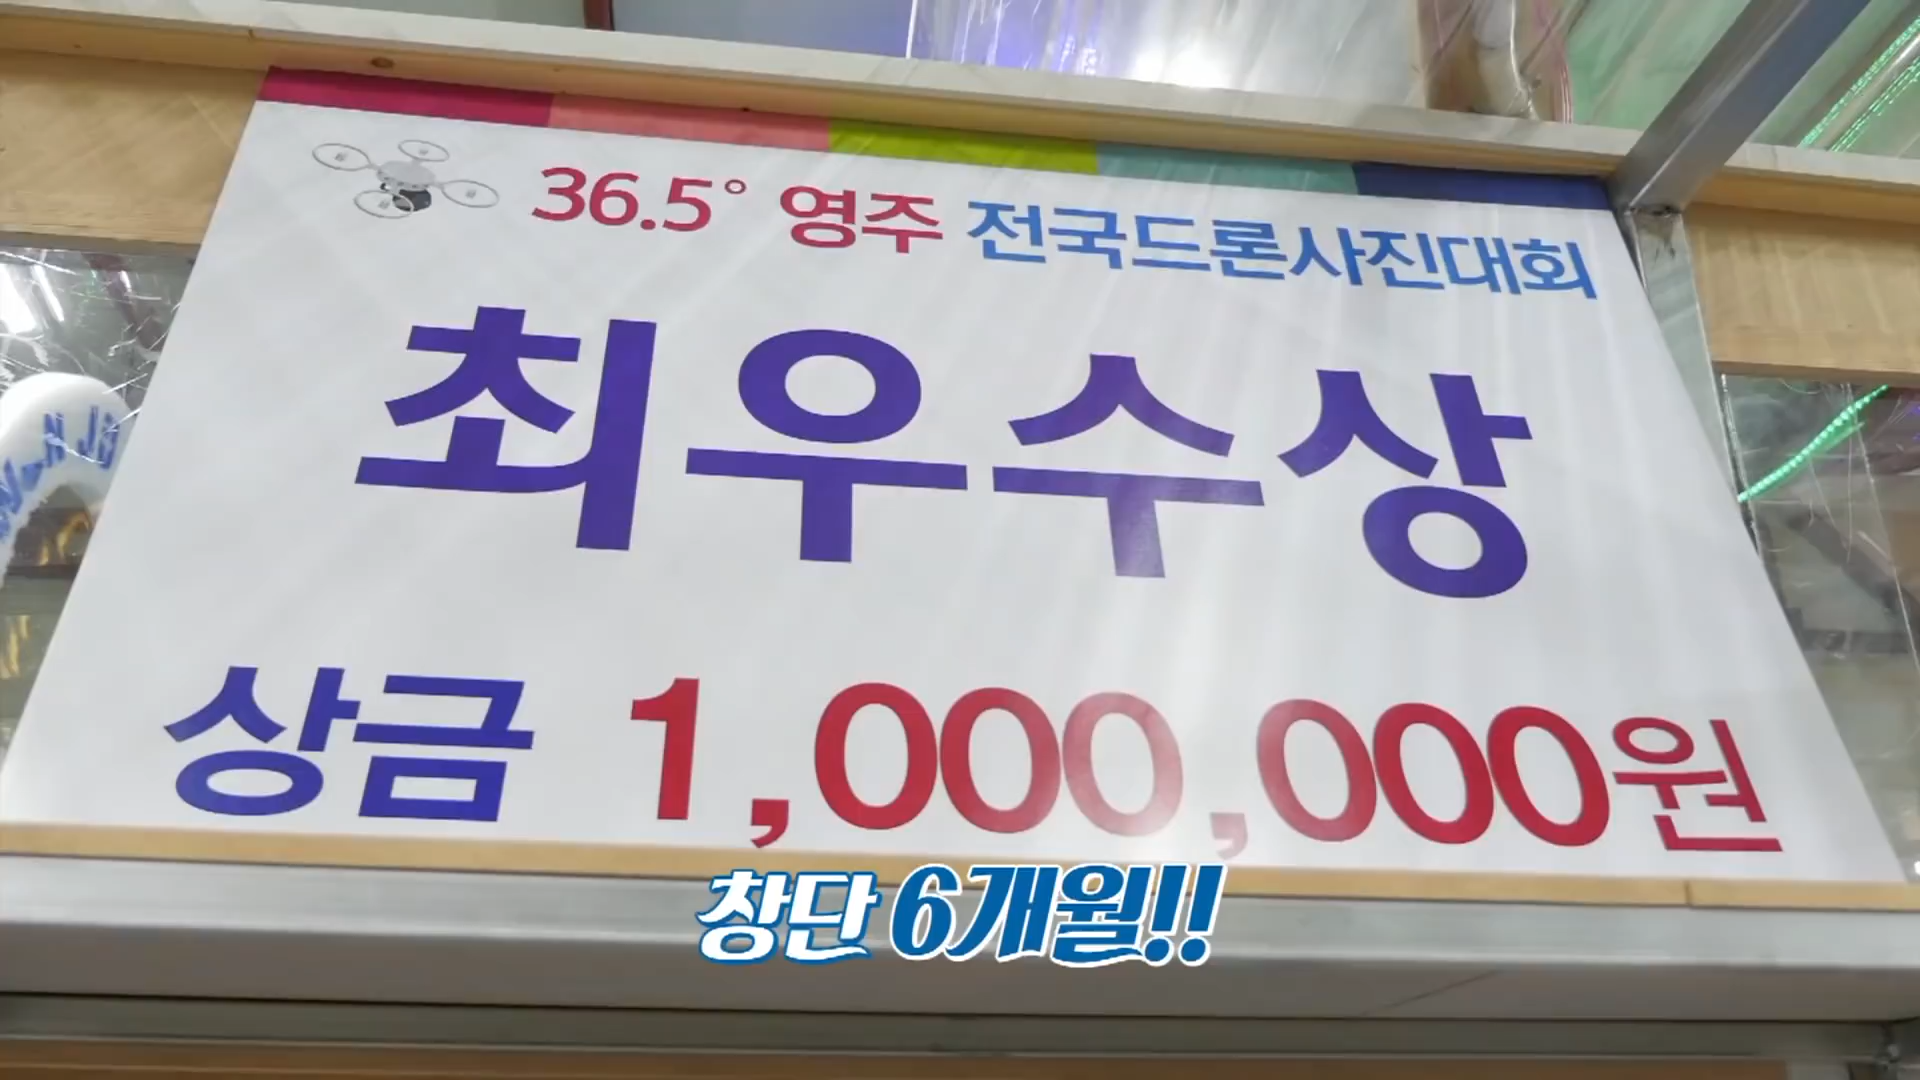 36.5° 영주 전국드론사진대회
최우수상
상금 1,000,000원
창단 6개월!!